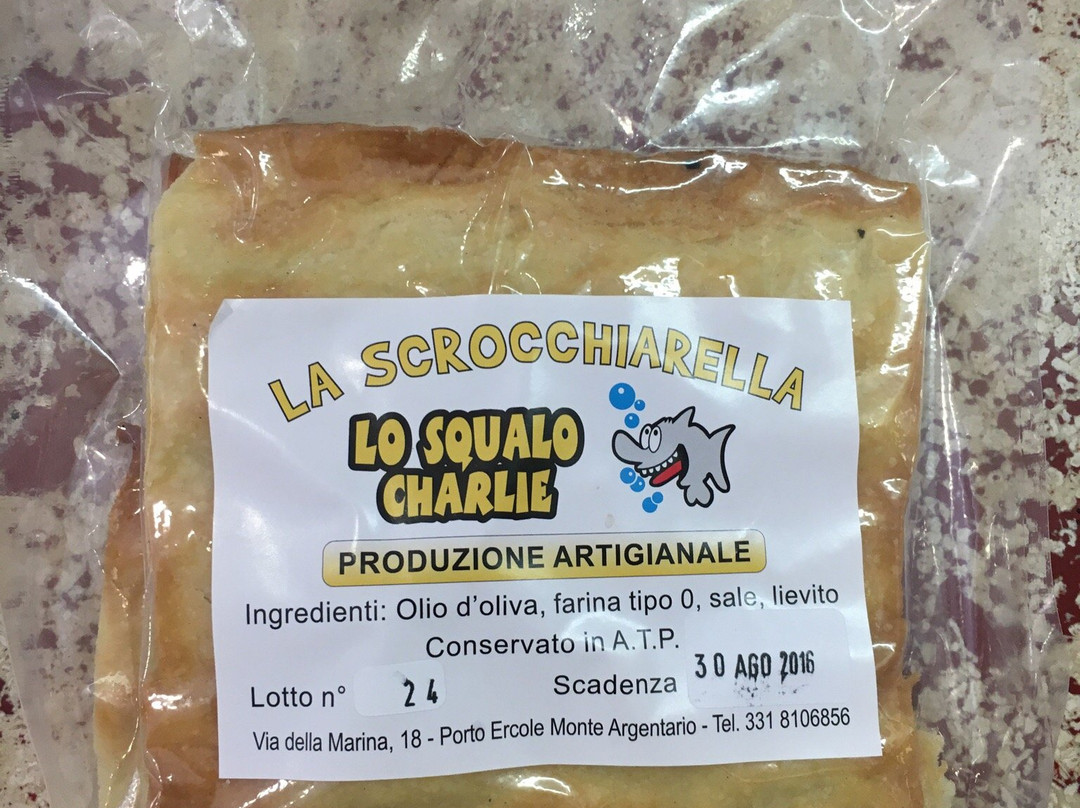 LA SCROCCHIARELLA
LO SQUALO
CHARLIE
PRODUZIONE ARTIGIANALE
Ingredienti: Olio d'oliva, farina tipo 0, sale, lievito
Conservato in A.T.P.
Lotto n° 24 Scadenza 30 AGO 2016
Via della Marina, 18 - Porto Ercole Monte Argentario - Tel. 331 8106856